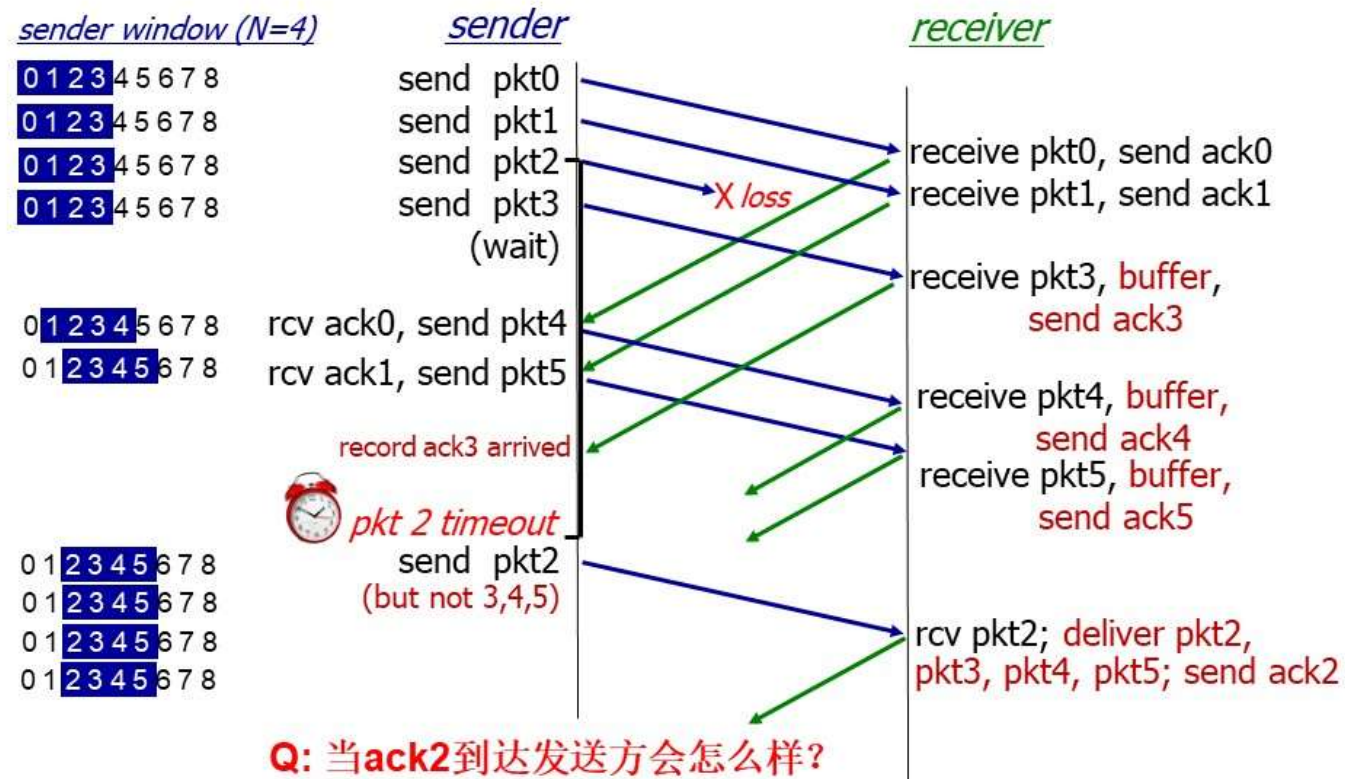 sender window (N=4)
sender
receiver
0 1 2 3 4 5 6 7 8
send pkt0
0 1 2 3 4 5 6 7 8
send pkt1
0 1 2 3 4 5 6 7 8
send pkt2
0 1 2 3 4 5 6 7 8
send pkt3
(wait)
X loss
receive pkt0, send ack0
receive pkt1, send ack1
receive pkt3, buffer,
send ack3
0 1 2 3 4 5 6 7 8
rcv ack0, send pkt4
0 1 2 3 4 5 6 7 8
rcv ack1, send pkt5
record ack3 arrived
receive pkt4, buffer,
send ack4
receive pkt5, buffer,
send ack5
pkt 2 timeout
0 1 2 3 4 5 6 7 8
send pkt2
0 1 2 3 4 5 6 7 8
(but not 3,4,5)
0 1 2 3 4 5 6 7 8
0 1 2 3 4 5 6 7 8
rcv pkt2; deliver pkt2,
pkt3, pkt4, pkt5; send ack2
Q: 当ack2到达发送方会怎么样？